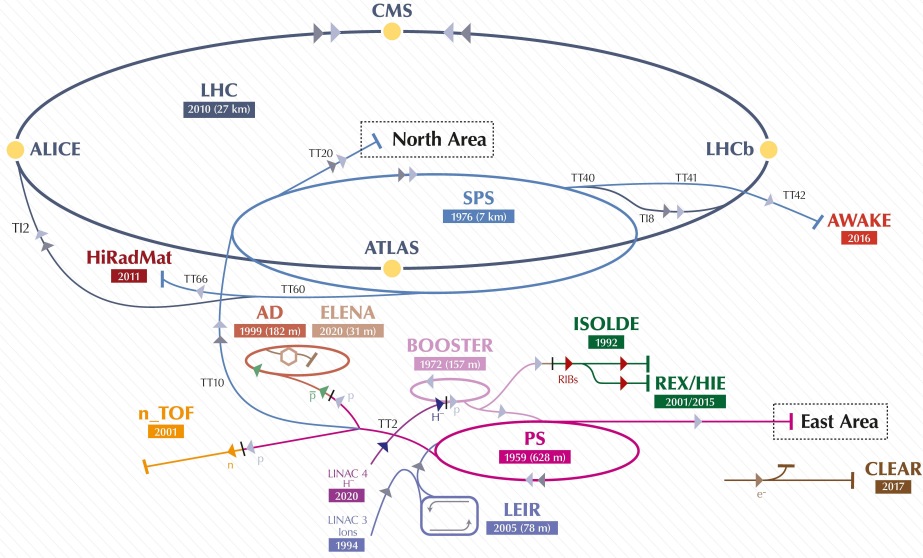 CMS
LHC
2010 (27 km)
North Area
TT20
ALICE
LHCb
TT40
TT41
TT42
SPS
1976 (7 km)
TI8
TI2
AWAKE
2016
ATLAS
HiRadMat
2011
TT66
TT60
AD
1999 (182 m)
ELENA
2020 (31 m)
ISOLDE
1992
BOOSTER
1972 (157 m)
RIBs
REX/HIE
2001/2015
TT10
p̅
p
H⁻
p
n_TOF
2001
TT2
East Area
n
p
PS
1959 (628 m)
LINAC 4
H⁻
2020
CLEAR
2017
e⁻
LINAC 3
Ions
1994
LEIR
2005 (78 m)